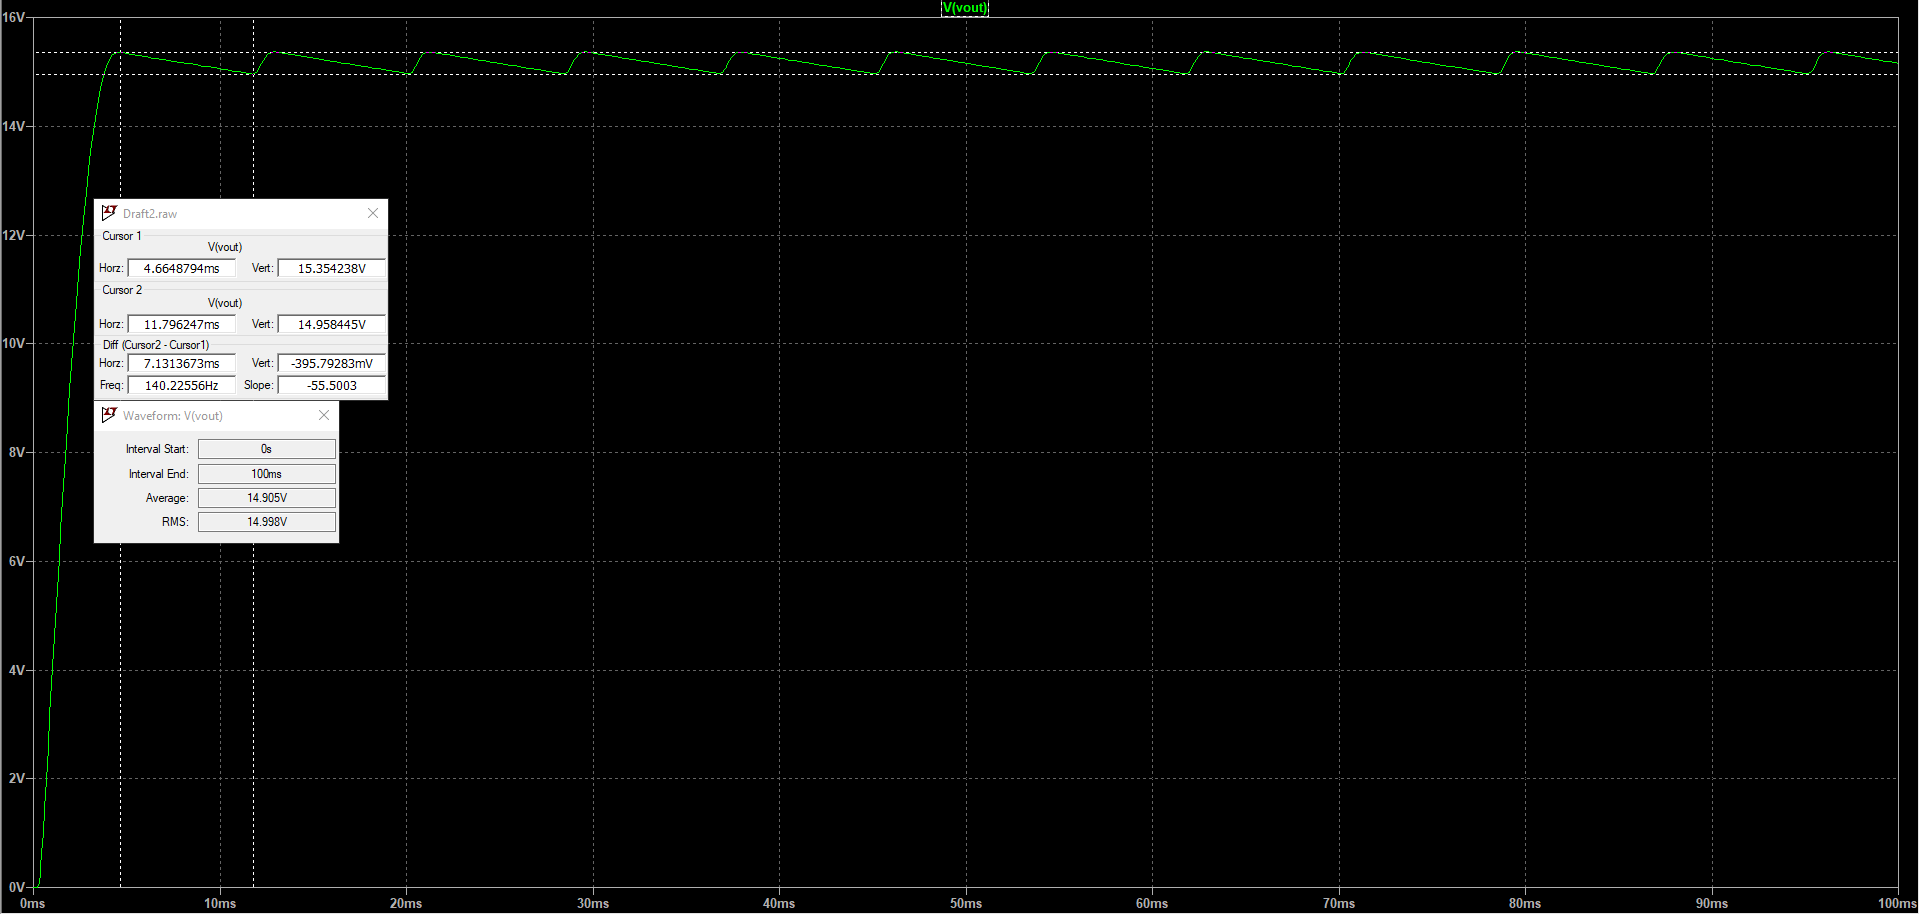 V(vout)
16V
14V
12V
10V
8V
6V
4V
2V
0V
Draft2.raw
Cursor 1
V(vout)
Horz: 4.6648794ms Vert: 15.354238V
Cursor 2
V(vout)
Horz: 11.796247ms Vert: 14.958445V
Diff (Cursor2 - Cursor1)
Horz: 7.1313673ms Vert: -395.79283mV
Freq: 140.22556Hz Slope: -55.5003
Waveform: V(vout)
Interval Start: 0s
Interval End: 100ms
Average: 14.905V
RMS: 14.998V
0ms 10ms 20ms 30ms 40ms 50ms 60ms 70ms 80ms 90ms 100ms